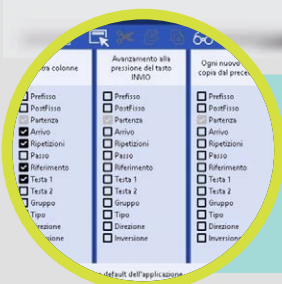 colonne
Prefisso
PostFisso
Partenza
Arrivo
Ripetizioni
Passo
Riferimento
Testa 1
Testa 2
Gruppo
Tipo
Direzione
Inversione
Avanzamento alla
pressione del tasto
INVIO
Prefisso
PostFisso
Partenza
Arrivo
Ripetizioni
Passo
Riferimento
Testa 1
Testa 2
Gruppo
Tipo
Direzione
Inversione
Ogni nuovo
copia dal prece
Prefisso
PostFisso
Partenza
Arrivo
Ripetizioni
Passo
Riferimento
Testa 1
Testa 2
Gruppo
Tipo
Direzione
Inversione
default dell'applicazione